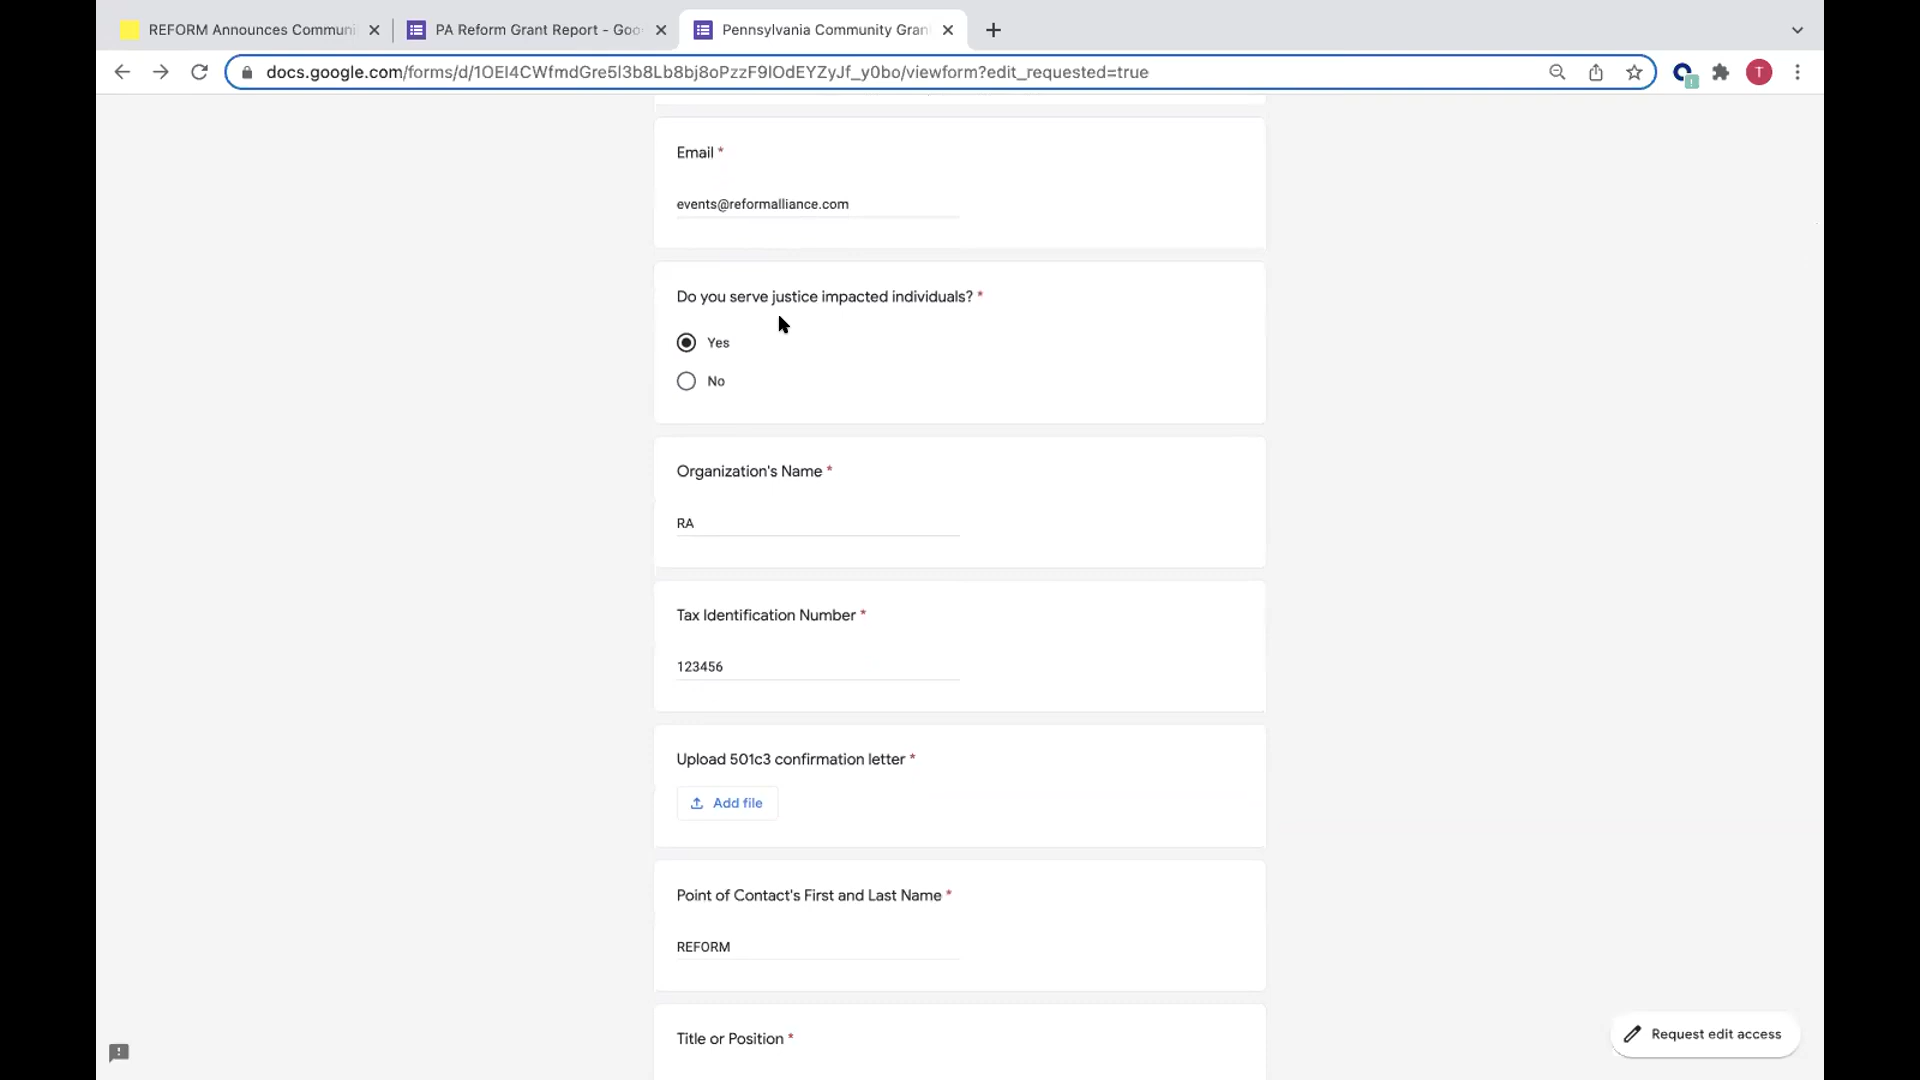 REFORM Announces Communi
PA Reform Grant Report - Goo
Pennsylvania Community Gran
docs.google.com/forms/d/1OEI4CWfmdGre5l3b8Lb8bj8oPzzF9lOdEYZyJf_y0bo/viewform?edit_requested=true
T
Email *
events@reformalliance.com
Do you serve justice impacted individuals? *
Yes
No
Organization's Name *
RA
Tax Identification Number *
123456
Upload 501c3 confirmation letter *
Add file
Point of Contact's First and Last Name *
REFORM
Title or Position *
Request edit access